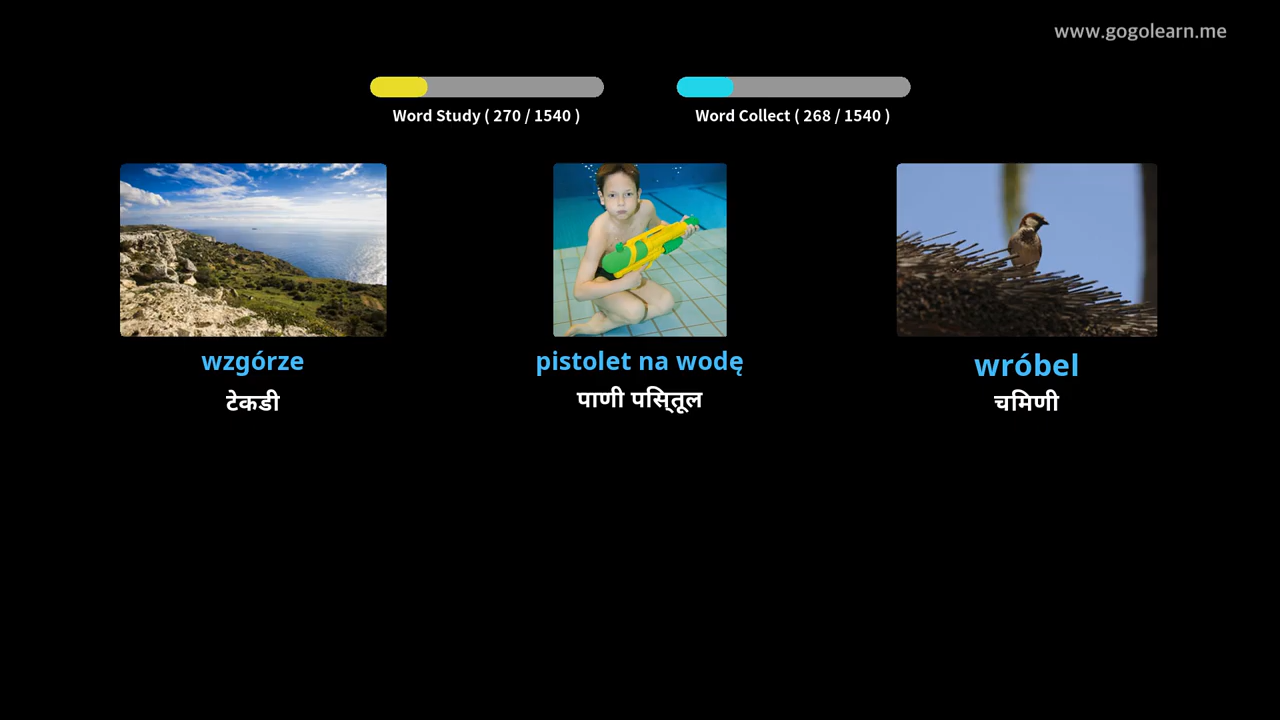 www.gogolearn.me
Word Study ( 270 / 1540 )
Word Collect ( 268 / 1540 )
wzgórze
pistolet na wodę
wróbel
टेकडी
पाणी पिस्तूल
चिमणी